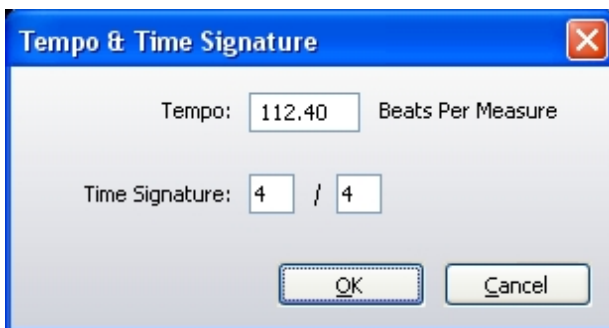 Tempo & Time Signature
Tempo: 112.40 Beats Per Measure
Time Signature: 4 / 4
OK Cancel